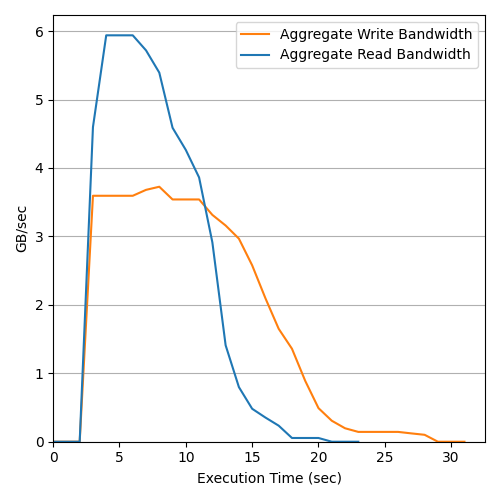 Aggregate Write Bandwidth
Aggregate Read Bandwidth
GB/sec
6
5
4
3
2
1
0
0 5 10 15 20 25 30
Execution Time (sec)